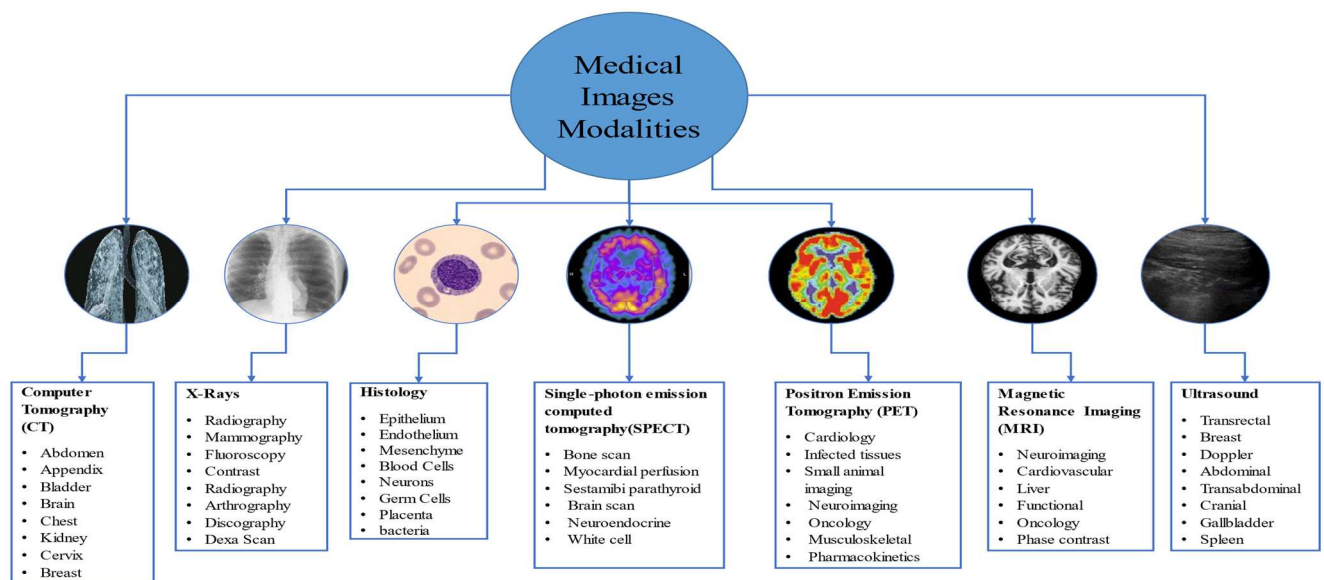 Medical
Images
Modalities
Computer
Tomography
(CT)
• Abdomen
• Appendix
• Bladder
• Brain
• Chest
• Kidney
• Cervix
• Breast
X-Rays
• Radiography
• Mammography
• Fluoroscopy
• Contrast
• Radiography
• Arthrography
• Discography
• Dexa Scan
Histology
• Epithelium
• Endothelium
• Mesenchyme
• Blood Cells
• Neurons
• Germ Cells
• Placenta
• bacteria
H
L
Single-photon emission
computed
tomography(SPECT)
• Bone scan
• Myocardial perfusion
• Sestamibi parathyroid
• Brain scan
• Neuroendocrine
• White cell
Positron Emission
Tomography (PET)
• Cardiology
• Infected tissues
• Small animal
imaging
• Neuroimaging
• Oncology
• Musculoskeletal
• Pharmacokinetics
Magnetic
Resonance Imaging
(MRI)
• Neuroimaging
• Cardiovascular
• Liver
• Functional
• Oncology
• Phase contrast
Ultrasound
• Transrectal
• Breast
• Doppler
• Abdominal
• Transabdominal
• Cranial
• Gallbladder
• Spleen